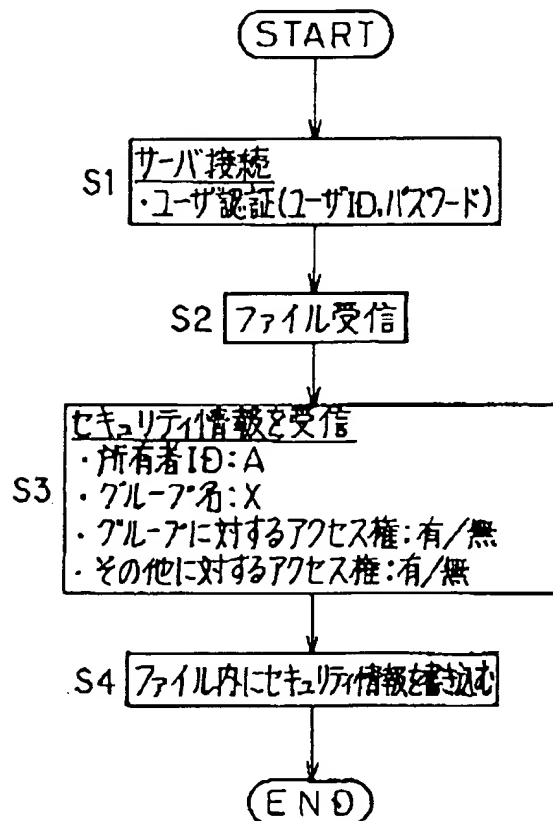 START
S1
サーバ接続
・ユーザ認証(ユーザID,パスワード)
S2 ファイル受信
セキュリティ情報を受信
・所有者ID:A
S3
・グループ名:X
・グループに対するアクセス権:有/無
・その他に対するアクセス権:有/無
S4 ファイル内にセキュリティ情報を書き込む
END